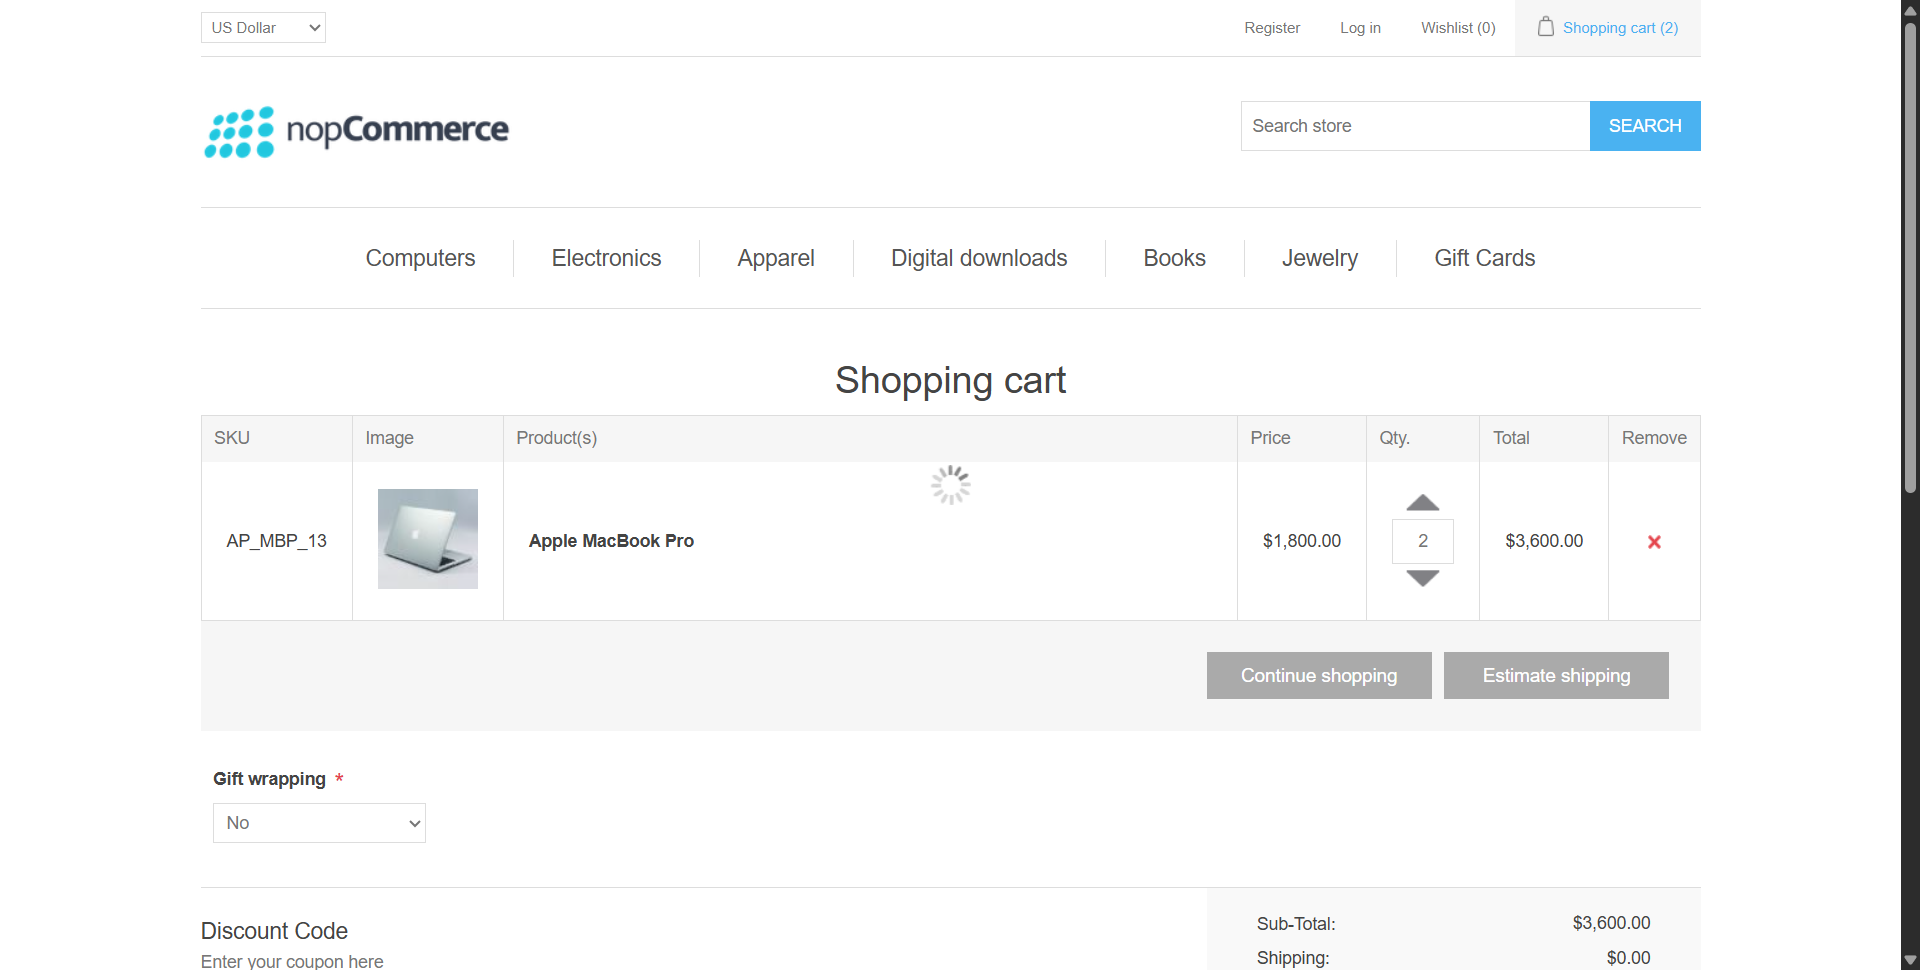 US Dollar
Register
Log in
Wishlist (0)
Shopping cart (2)
nopCommerce
Search store
SEARCH
Computers
Electronics
Apparel
Digital downloads
Books
Jewelry
Gift Cards
Shopping cart
SKU
Image
Product(s)
Price
Qty.
Total
Remove
AP_MBP_13
Apple MacBook Pro
$1,800.00
2
$3,600.00
Continue shopping
Estimate shipping
Gift wrapping *
No
Discount Code
Enter your coupon here
Sub-Total: $3,600.00
Shipping: $0.00